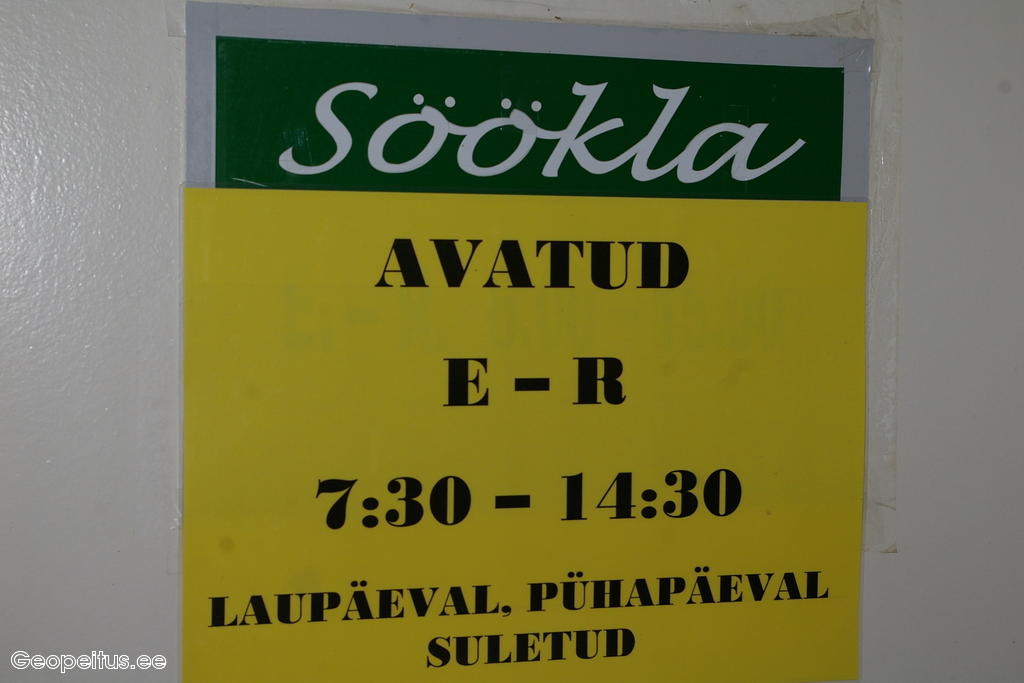 Söökla
AVATUD
E – R
7:30 – 14:30
LAUPÄEVAL, PÜHAPÄEVAL
SULETUD
Geopeitus.ee